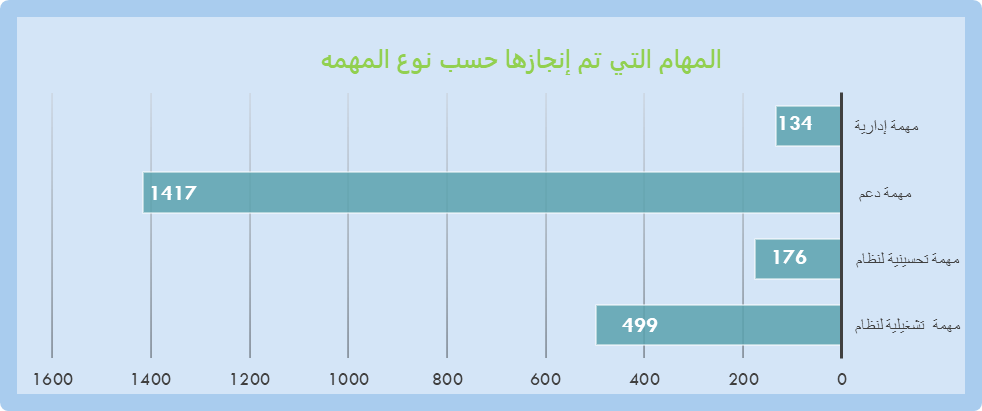 المهام التي تم إنجازها حسب نوع المهمه
مهمة إدارية
134
مهمة دعم
1417
مهمة تحسينية لنظام
176
مهمة تشغيلية لنظام
499
1600 1400 1200 1000 800 600 400 200 0